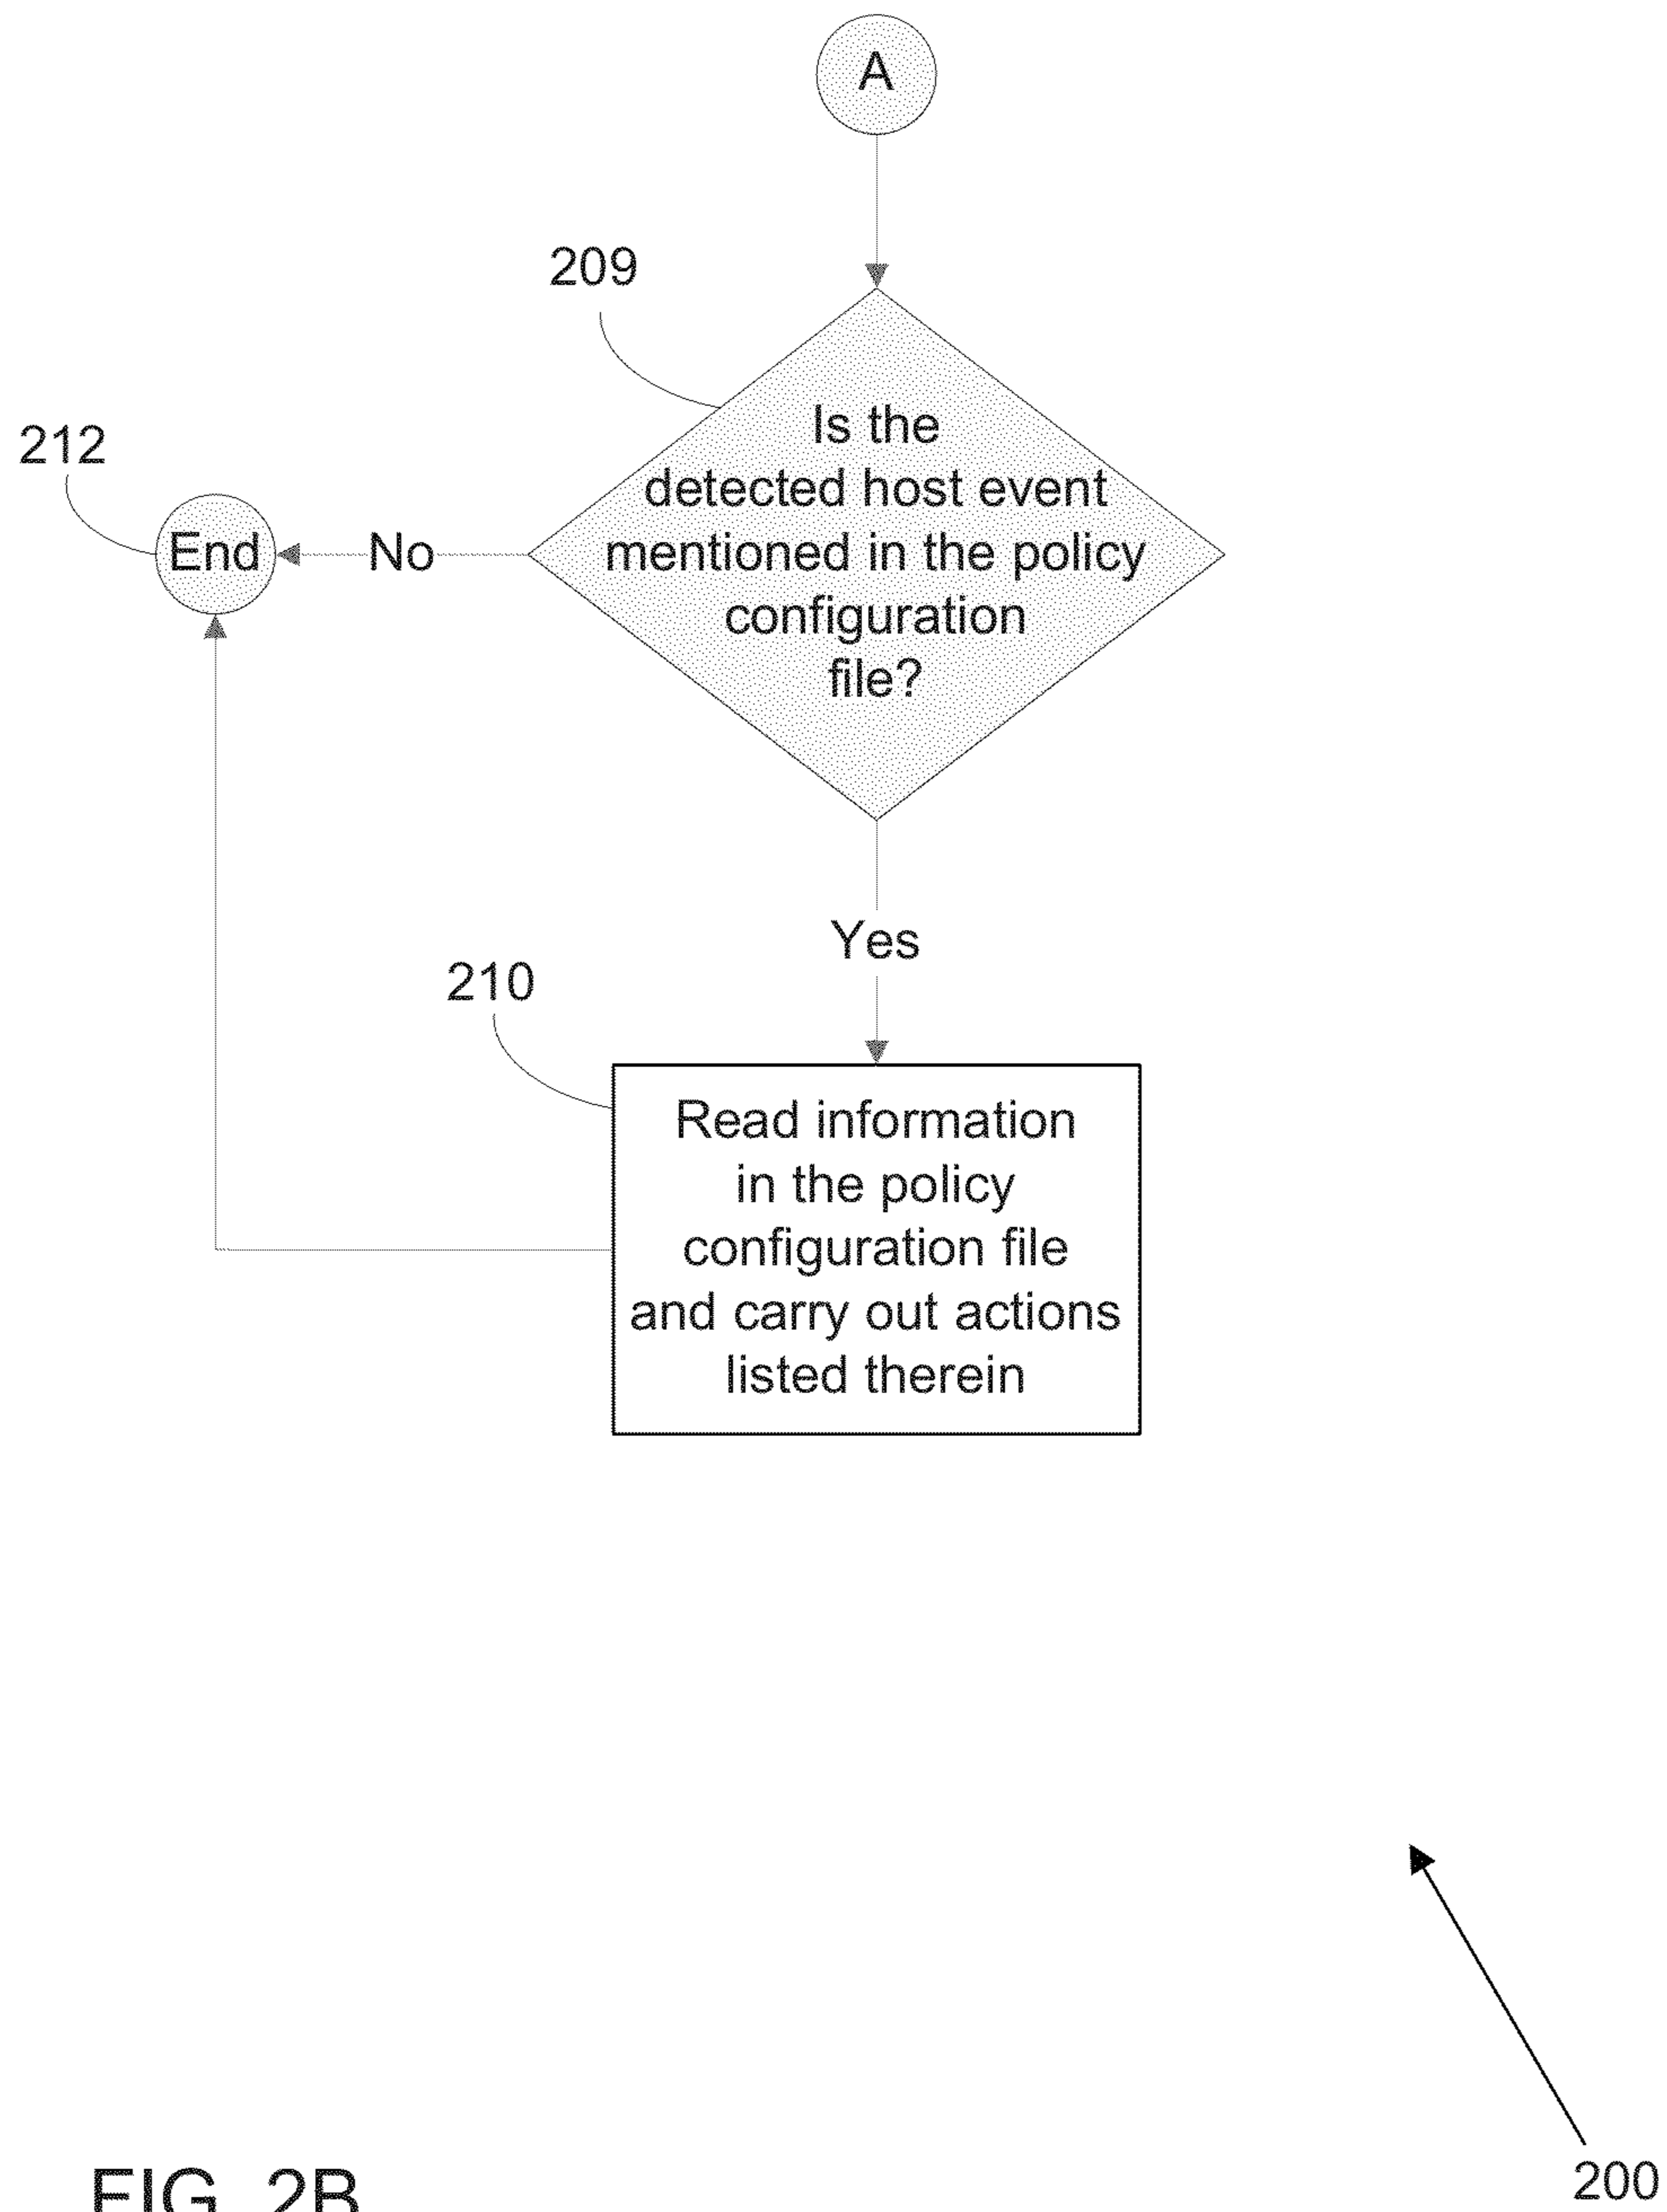 A
209
Is the
detected host event
mentioned in the policy
configuration
file?
212
End
No
Yes
210
Read information
in the policy
configuration file
and carry out actions
listed therein
200
FIG. 2B